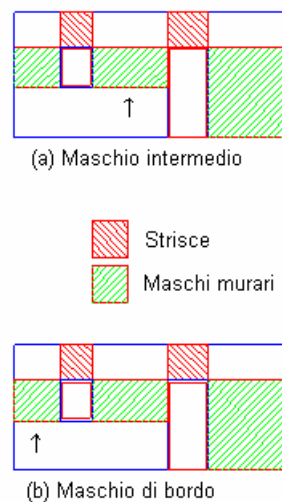 (a) Maschio intermedio
Strisce
Maschi murari
(b) Maschio di bordo